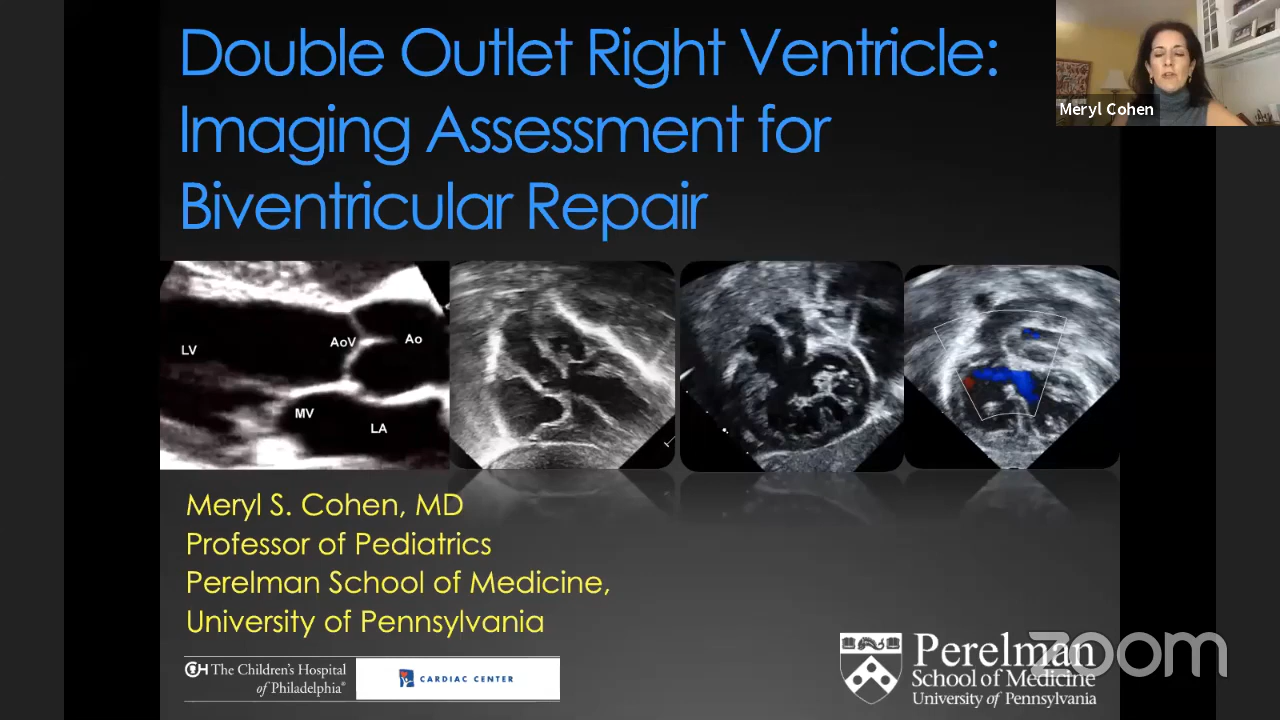 Double Outlet Right Ventricle:
Imaging Assessment for
Biventricular Repair
Meryl Cohen
LV
AoV
Ao
MV
LA
Meryl S. Cohen, MD
Professor of Pediatrics
Perelman School of Medicine,
University of Pennsylvania
The Children's Hospital
of Philadelphia®
CARDIAC CENTER
Perelman
School of Medicine
University of Pennsylvania
zoom